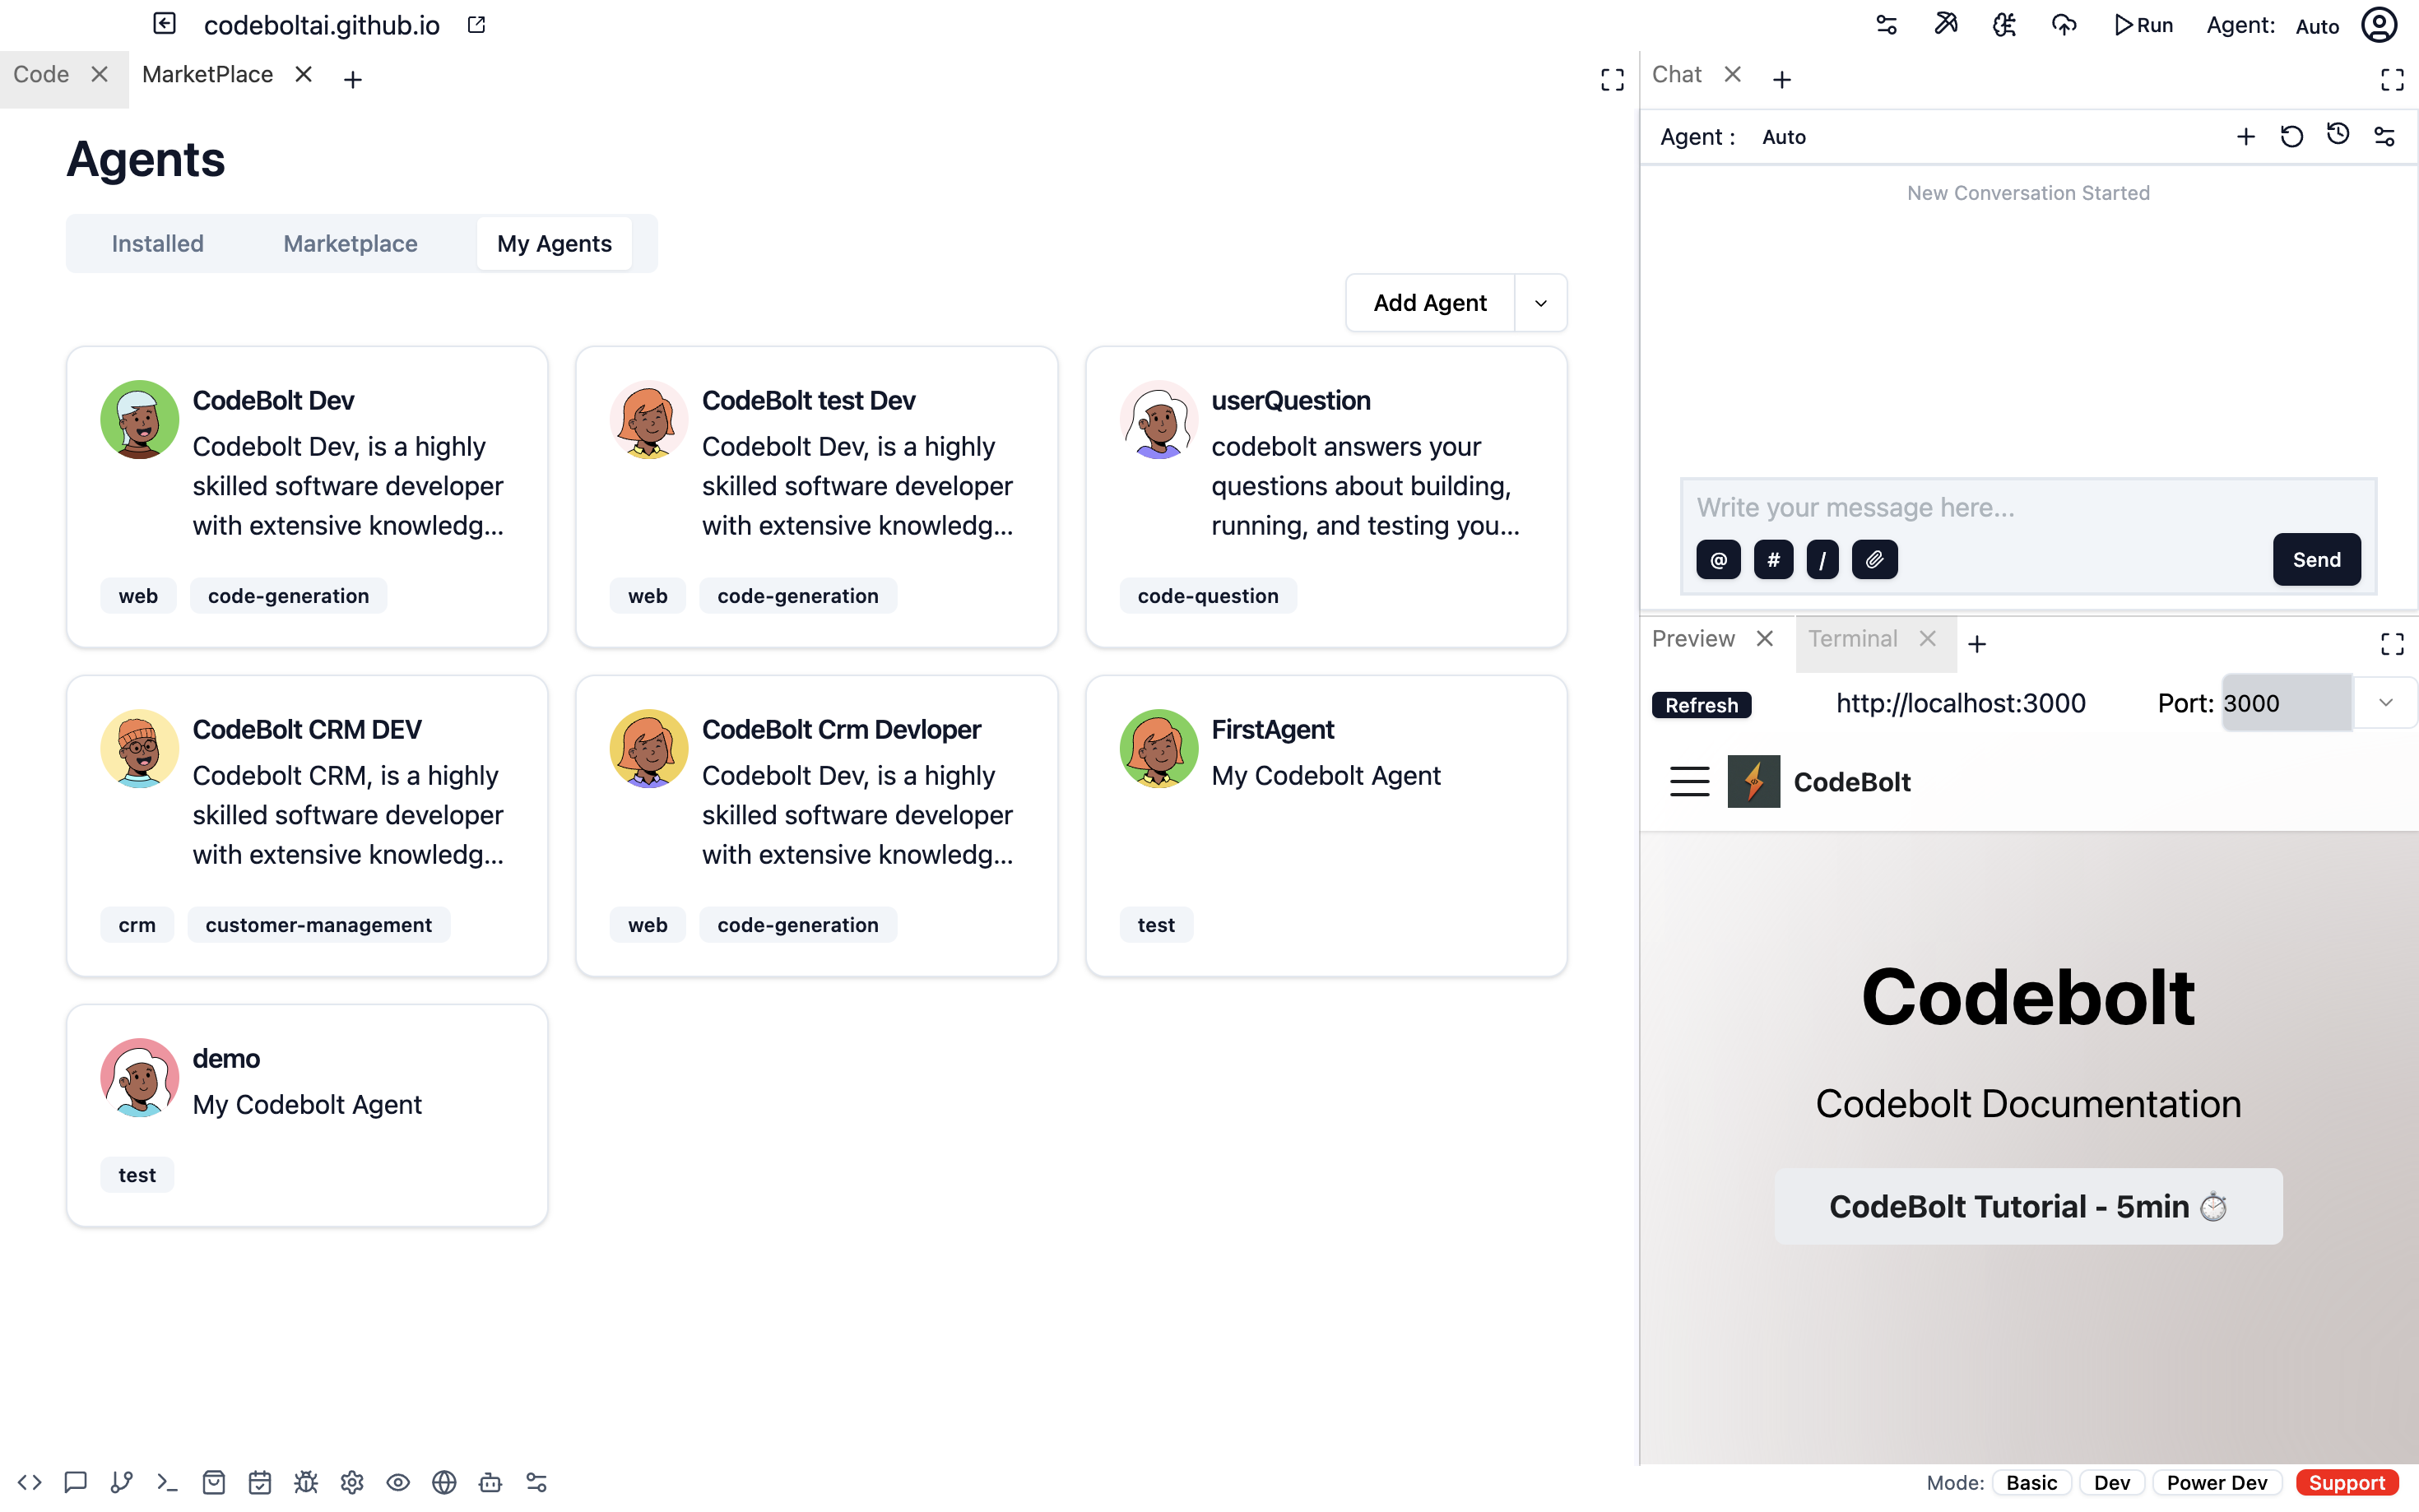 codeboltai.github.io
Run
Agent:
Auto
Code
MarketPlace
Agents
Installed
Marketplace
My Agents
Add Agent
CodeBolt Dev
Codebolt Dev, is a highly
skilled software developer
with extensive knowledg...
web
code-generation
CodeBolt test Dev
Codebolt Dev, is a highly
skilled software developer
with extensive knowledg...
web
code-generation
userQuestion
codebolt answers your
questions about building,
running, and testing you...
code-question
CodeBolt CRM DEV
Codebolt CRM, is a highly
skilled software developer
with extensive knowledg...
crm
customer-management
CodeBolt Crm Devloper
Codebolt Dev, is a highly
skilled software developer
with extensive knowledg...
web
code-generation
FirstAgent
My Codebolt Agent
test
demo
My Codebolt Agent
test
Chat
Agent :
Auto
New Conversation Started
Write your message here...
@
#
/
Send
Preview
Terminal
Refresh
http://localhost:3000
Port:
3000
CodeBolt
Codebolt
Codebolt Documentation
CodeBolt Tutorial - 5min ⏱️
Mode:
Basic
Dev
Power Dev
Support